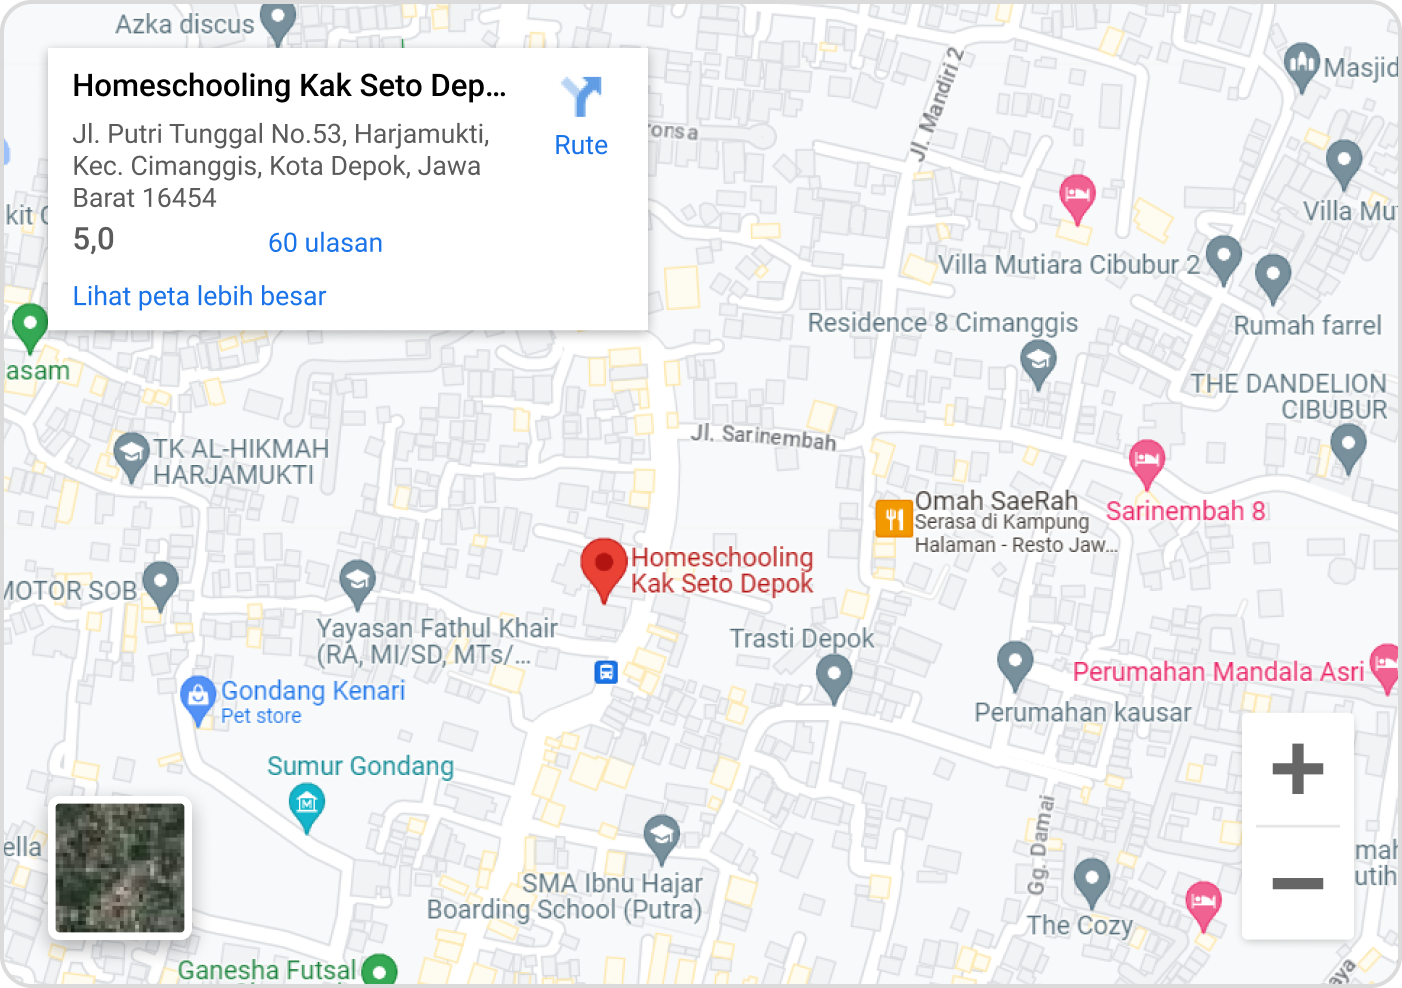 Azka discus
Homeschooling Kak Seto Dep...
Jl. Putri Tunggal No.53, Harjamukti,
Kec. Cimanggis, Kota Depok, Jawa
Barat 16454
5,0
60 ulasan
Lihat peta lebih besar
Rute
Jl. Mandiri 2
Masjid
Villa Mut
Villa Mutiara Cibubur 2
Rumah farrel
Residence 8 Cimanggis
THE DANDELION
CIBUBUR
kit
asam
TK AL-HIKMAH
HARJAMUKTI
Jl. Sarinembah
Omah SaeRah
Serasa di Kampung
Halaman - Resto Jaw...
Sarinembah 8
Homeschooling
Kak Seto Depok
MOTOR SOB
Yayasan Fathul Khair
(RA, MI/SD, MTs/...
Trasti Depok
Perumahan Mandala Asri
Perumahan kausar
Gondang Kenari
Pet store
Sumur Gondang
ella
SMA Ibnu Hajar
Boarding School (Putra)
Gg. Damai
The Cozy
Ganesha Futsal